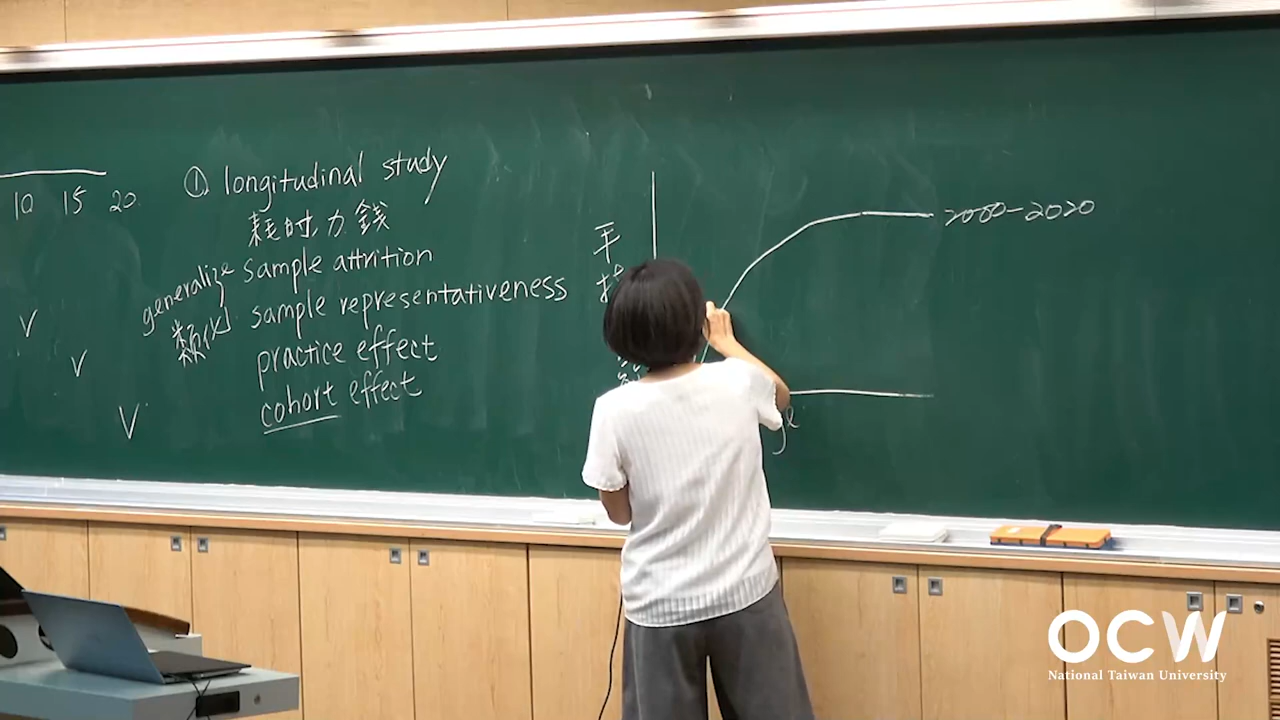 10 15 20
① longitudinal study
耗时力錢
sample attrition
generalize
類化
sample representativeness
practice effect
cohort effect
V
V
V
平
2000-2020
OCW
National Taiwan University